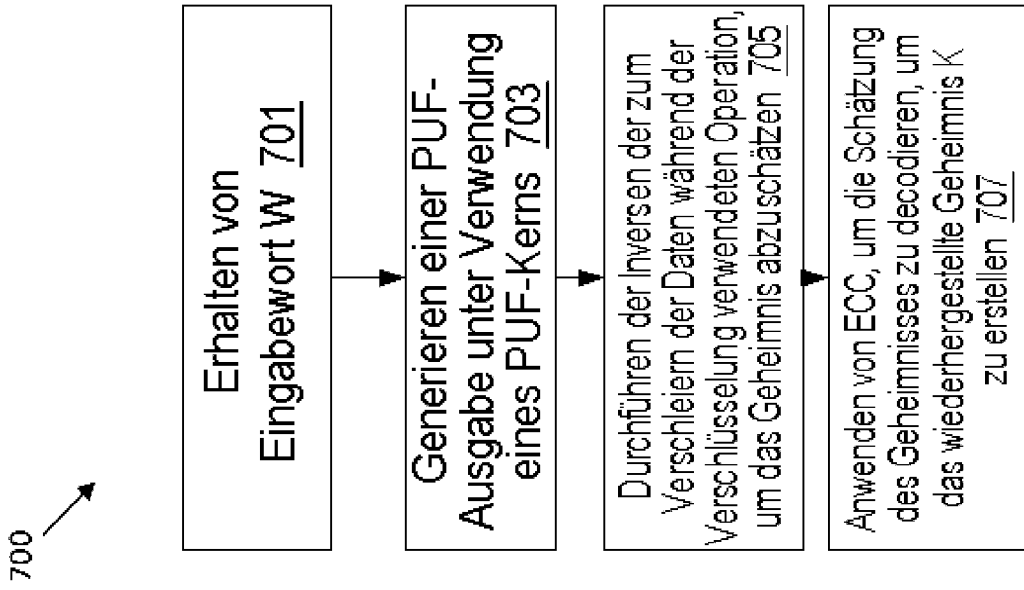 700
Erhalten von
Eingabewort W 701
Generieren einer PUF-
Ausgabe unter Verwendung
eines PUF-Kerns 703
Durchführen der Inversen der zum
Verschleiern der Daten während der
Verschlüsselung verwendeten Operation,
um das Geheimnis abzuschätzen 705
Anwenden von ECC, um die Schätzung
des Geheimnisses zu decodieren, um
das wiederhergestellte Geheimnis K
zu erstellen 707